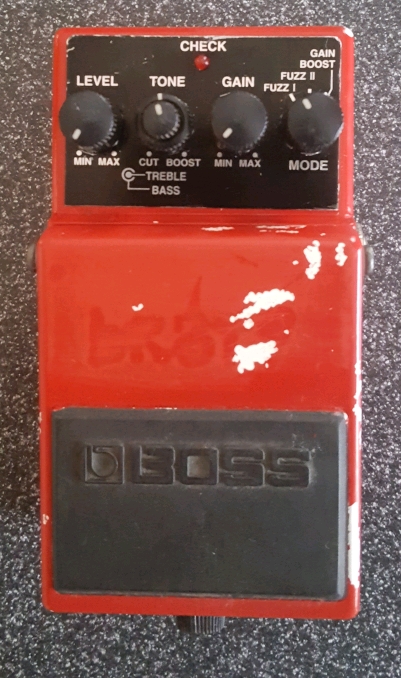 CHECK
LEVEL TONE GAIN
GAIN
BOOST
FUZZ II
FUZZ I
MIN MAX CUT BOOST MIN MAX MODE
TREBLE
BASS
BOSS